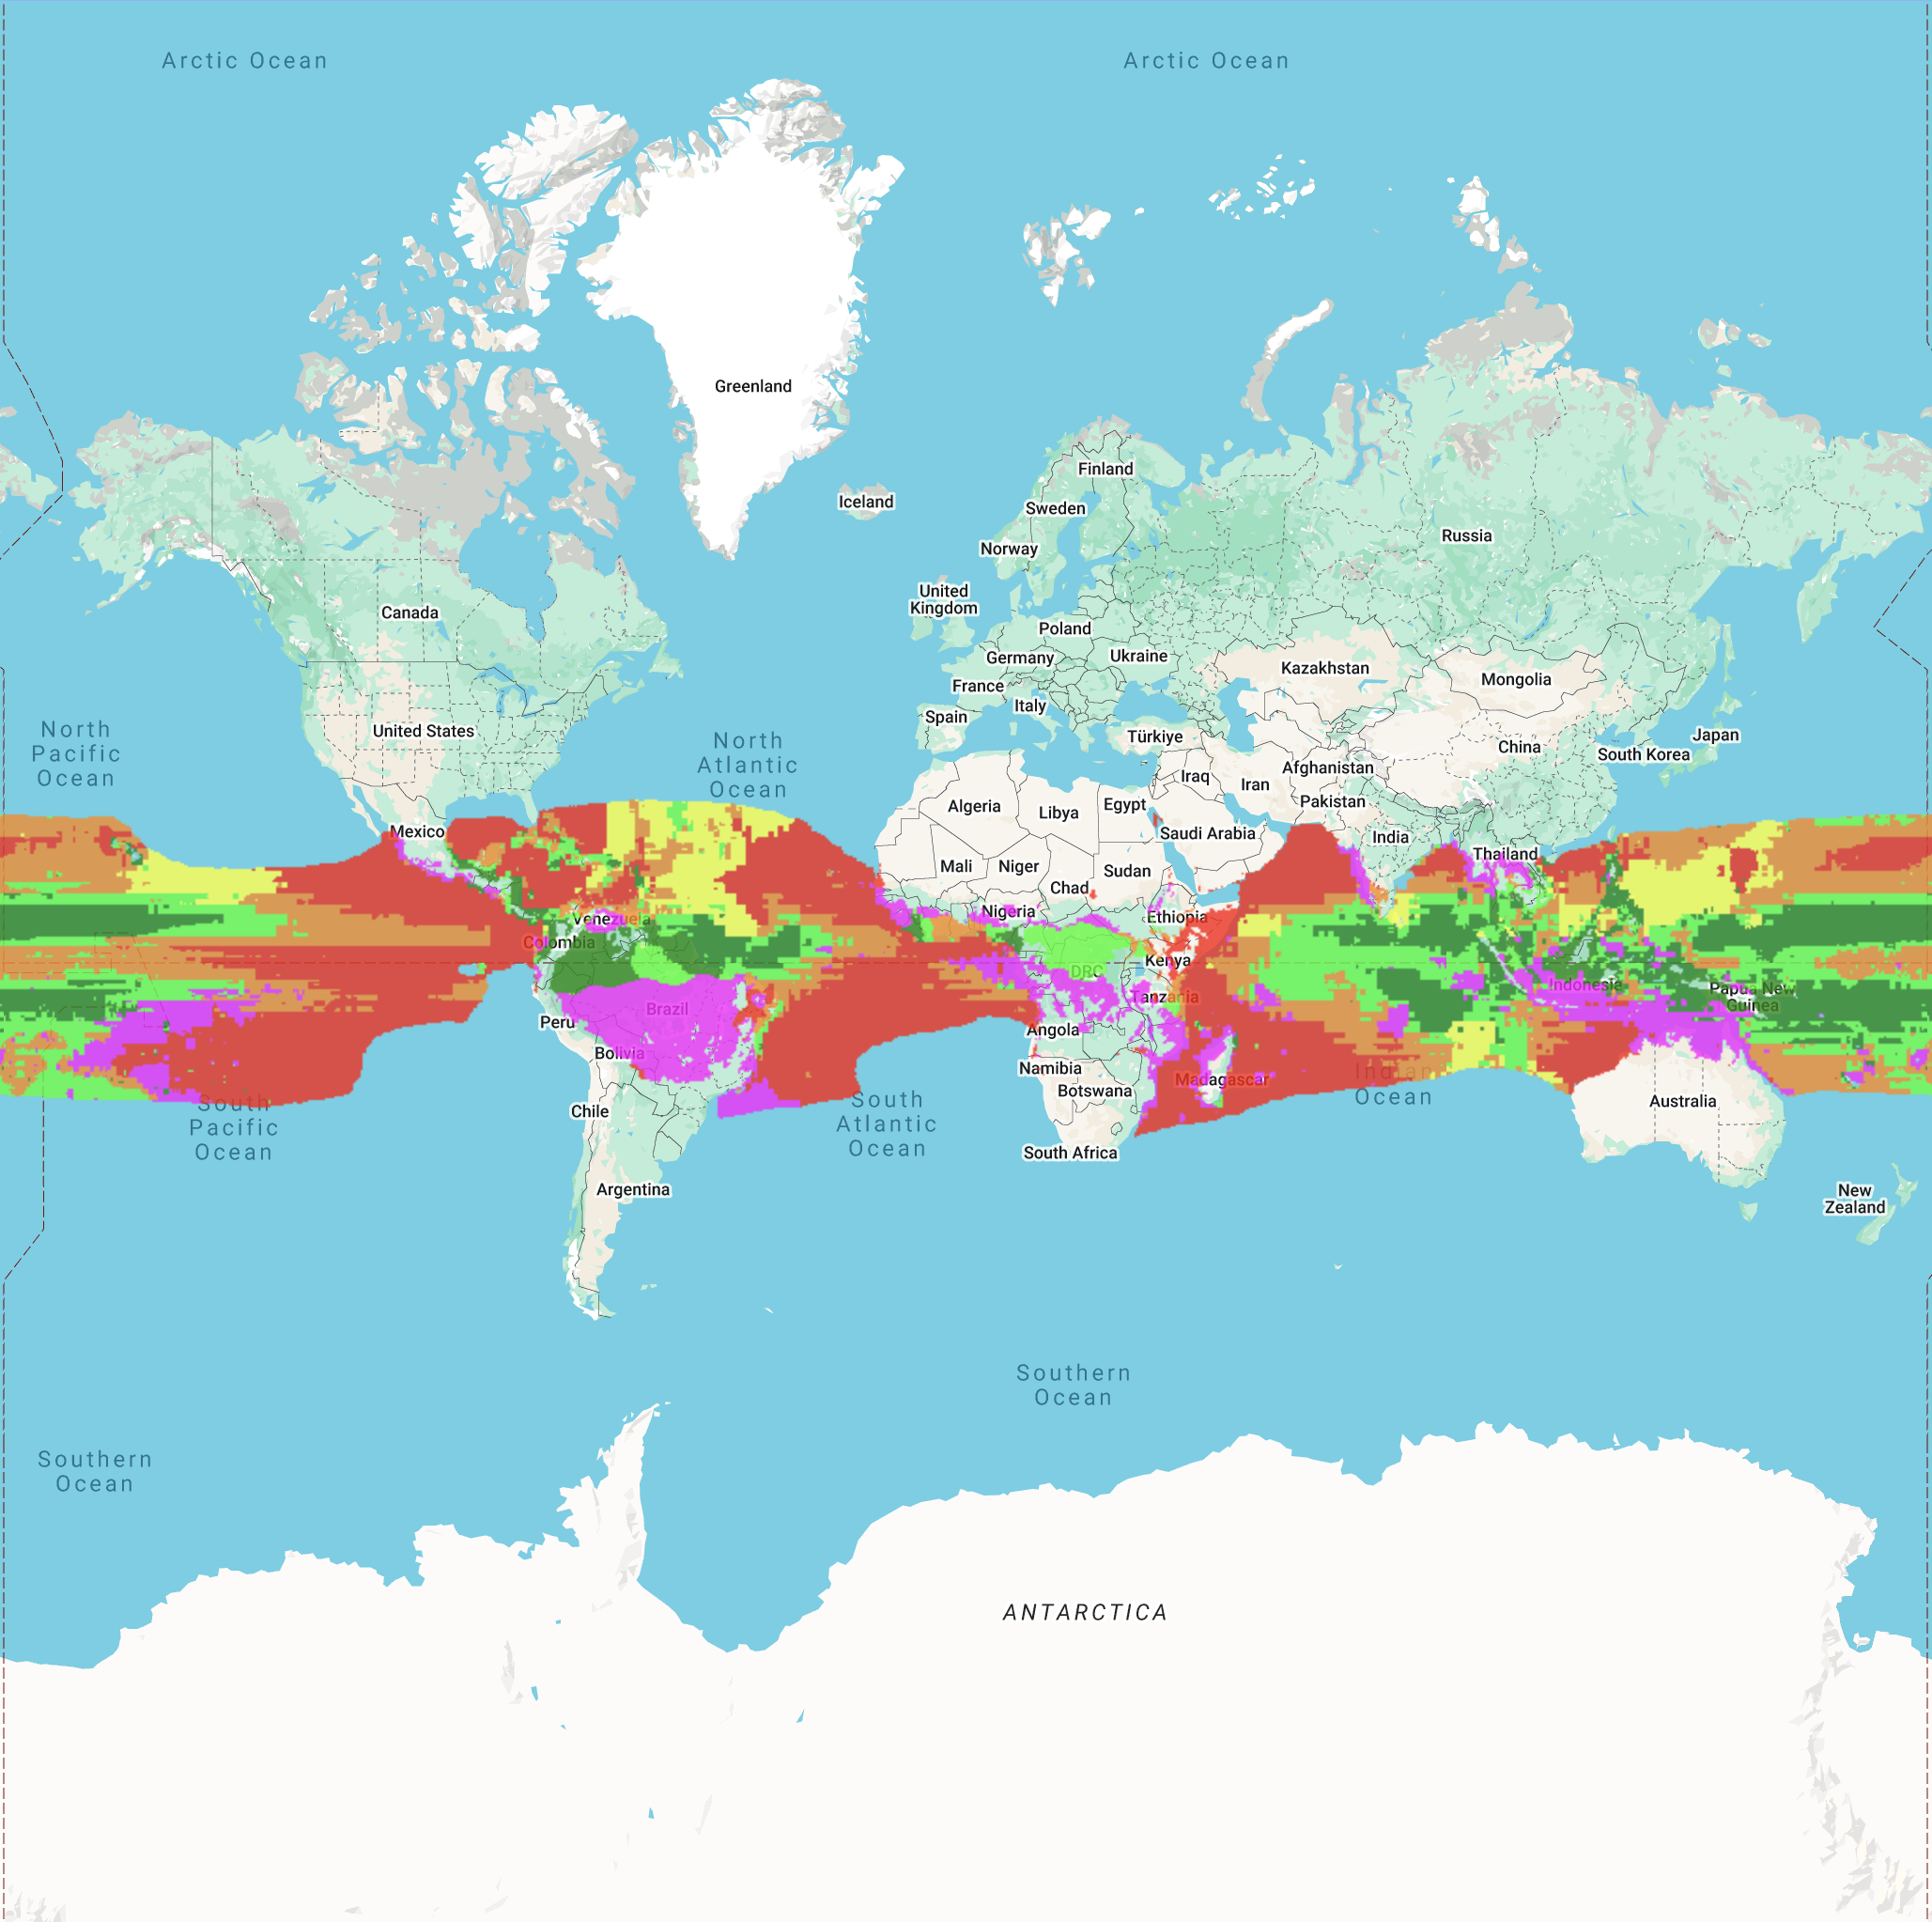 Arctic Ocean
Arctic Ocean
Greenland
Finland
Iceland
Sweden
Russia
Norway
United
Kingdom
Canada
Poland
Germany
Ukraine
Kazakhstan
Mongolia
France
Italy
Spain
North
Pacific
Ocean
United States
North
Atlantic
Ocean
Türkiye
Japan
China
South Korea
Afghanistan
Iraq
Iran
Pakistan
Algeria
Libya
Egypt
Mexico
Saudi Arabia
India
Thailand
Mali
Niger
Sudan
Chad
Nigeria
Venezuela
Ethiopia
Colombia
Kenya
DRC
Indonesia
Papua New
Guinea
Tanzania
Brazil
Peru
Angola
Bolivia
Namibia
Madagascar
Botswana
Indian
Ocean
Chile
Australia
South
Pacific
Ocean
South
Atlantic
Ocean
South Africa
Argentina
New
Zealand
Southern
Ocean
Southern
Ocean
ANTARCTICA